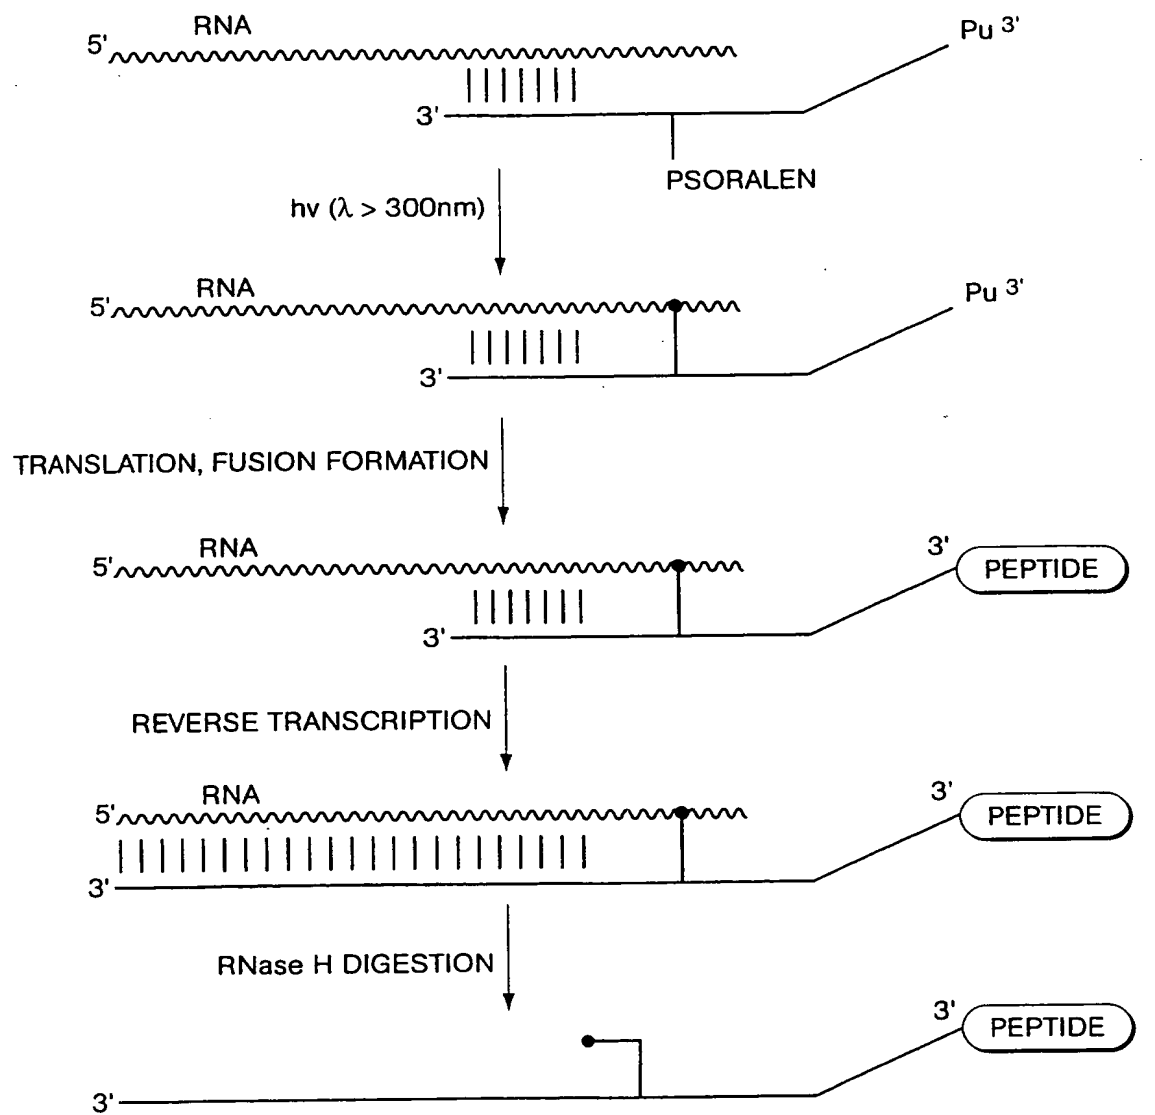 RNA
5'
Pu 3'
3'
PSORALEN
hν (λ > 300nm)
RNA
5'
Pu 3'
3'
TRANSLATION, FUSION FORMATION
RNA
5'
3'
PEPTIDE
3'
REVERSE TRANSCRIPTION
RNA
5'
3'
PEPTIDE
3'
RNase H DIGESTION
3'
PEPTIDE
3'